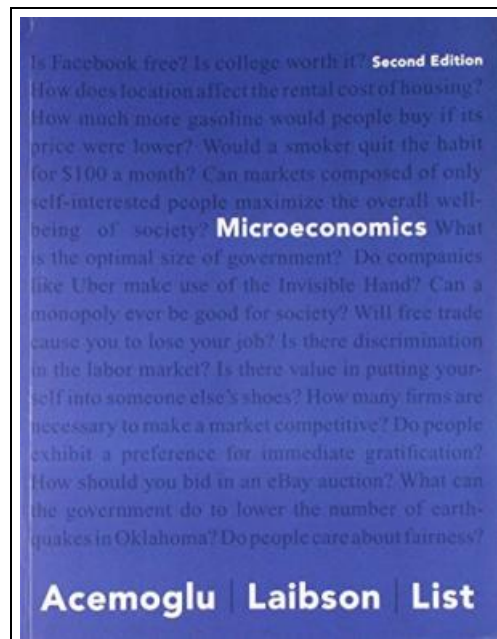 Is Facebook free? Is college worth it? Second Edition
How does location affect the rental cost of housing?
How much more gasoline would people buy if its
price were lower? Would a smoker quit the habit
for $100 a month? Can markets composed of only
self-interested people maximize the overall well-
being of society? Microeconomics What
is the optimal size of government? Do companies
like Uber make use of the Invisible Hand? Can a
monopoly ever be good for society? Will free trade
cause you to lose your job? Is there discrimination
in the labor market? Is there value in putting your-
self into someone else's shoes? How many firms are
necessary to make a market competitive? Do people
exhibit a preference for immediate gratification?
How should you bid in an eBay auction? What can
the government do to lower the number of earth-
quakes in Oklahoma? Do people care about fairness?
Acemoglu | Laibson | List